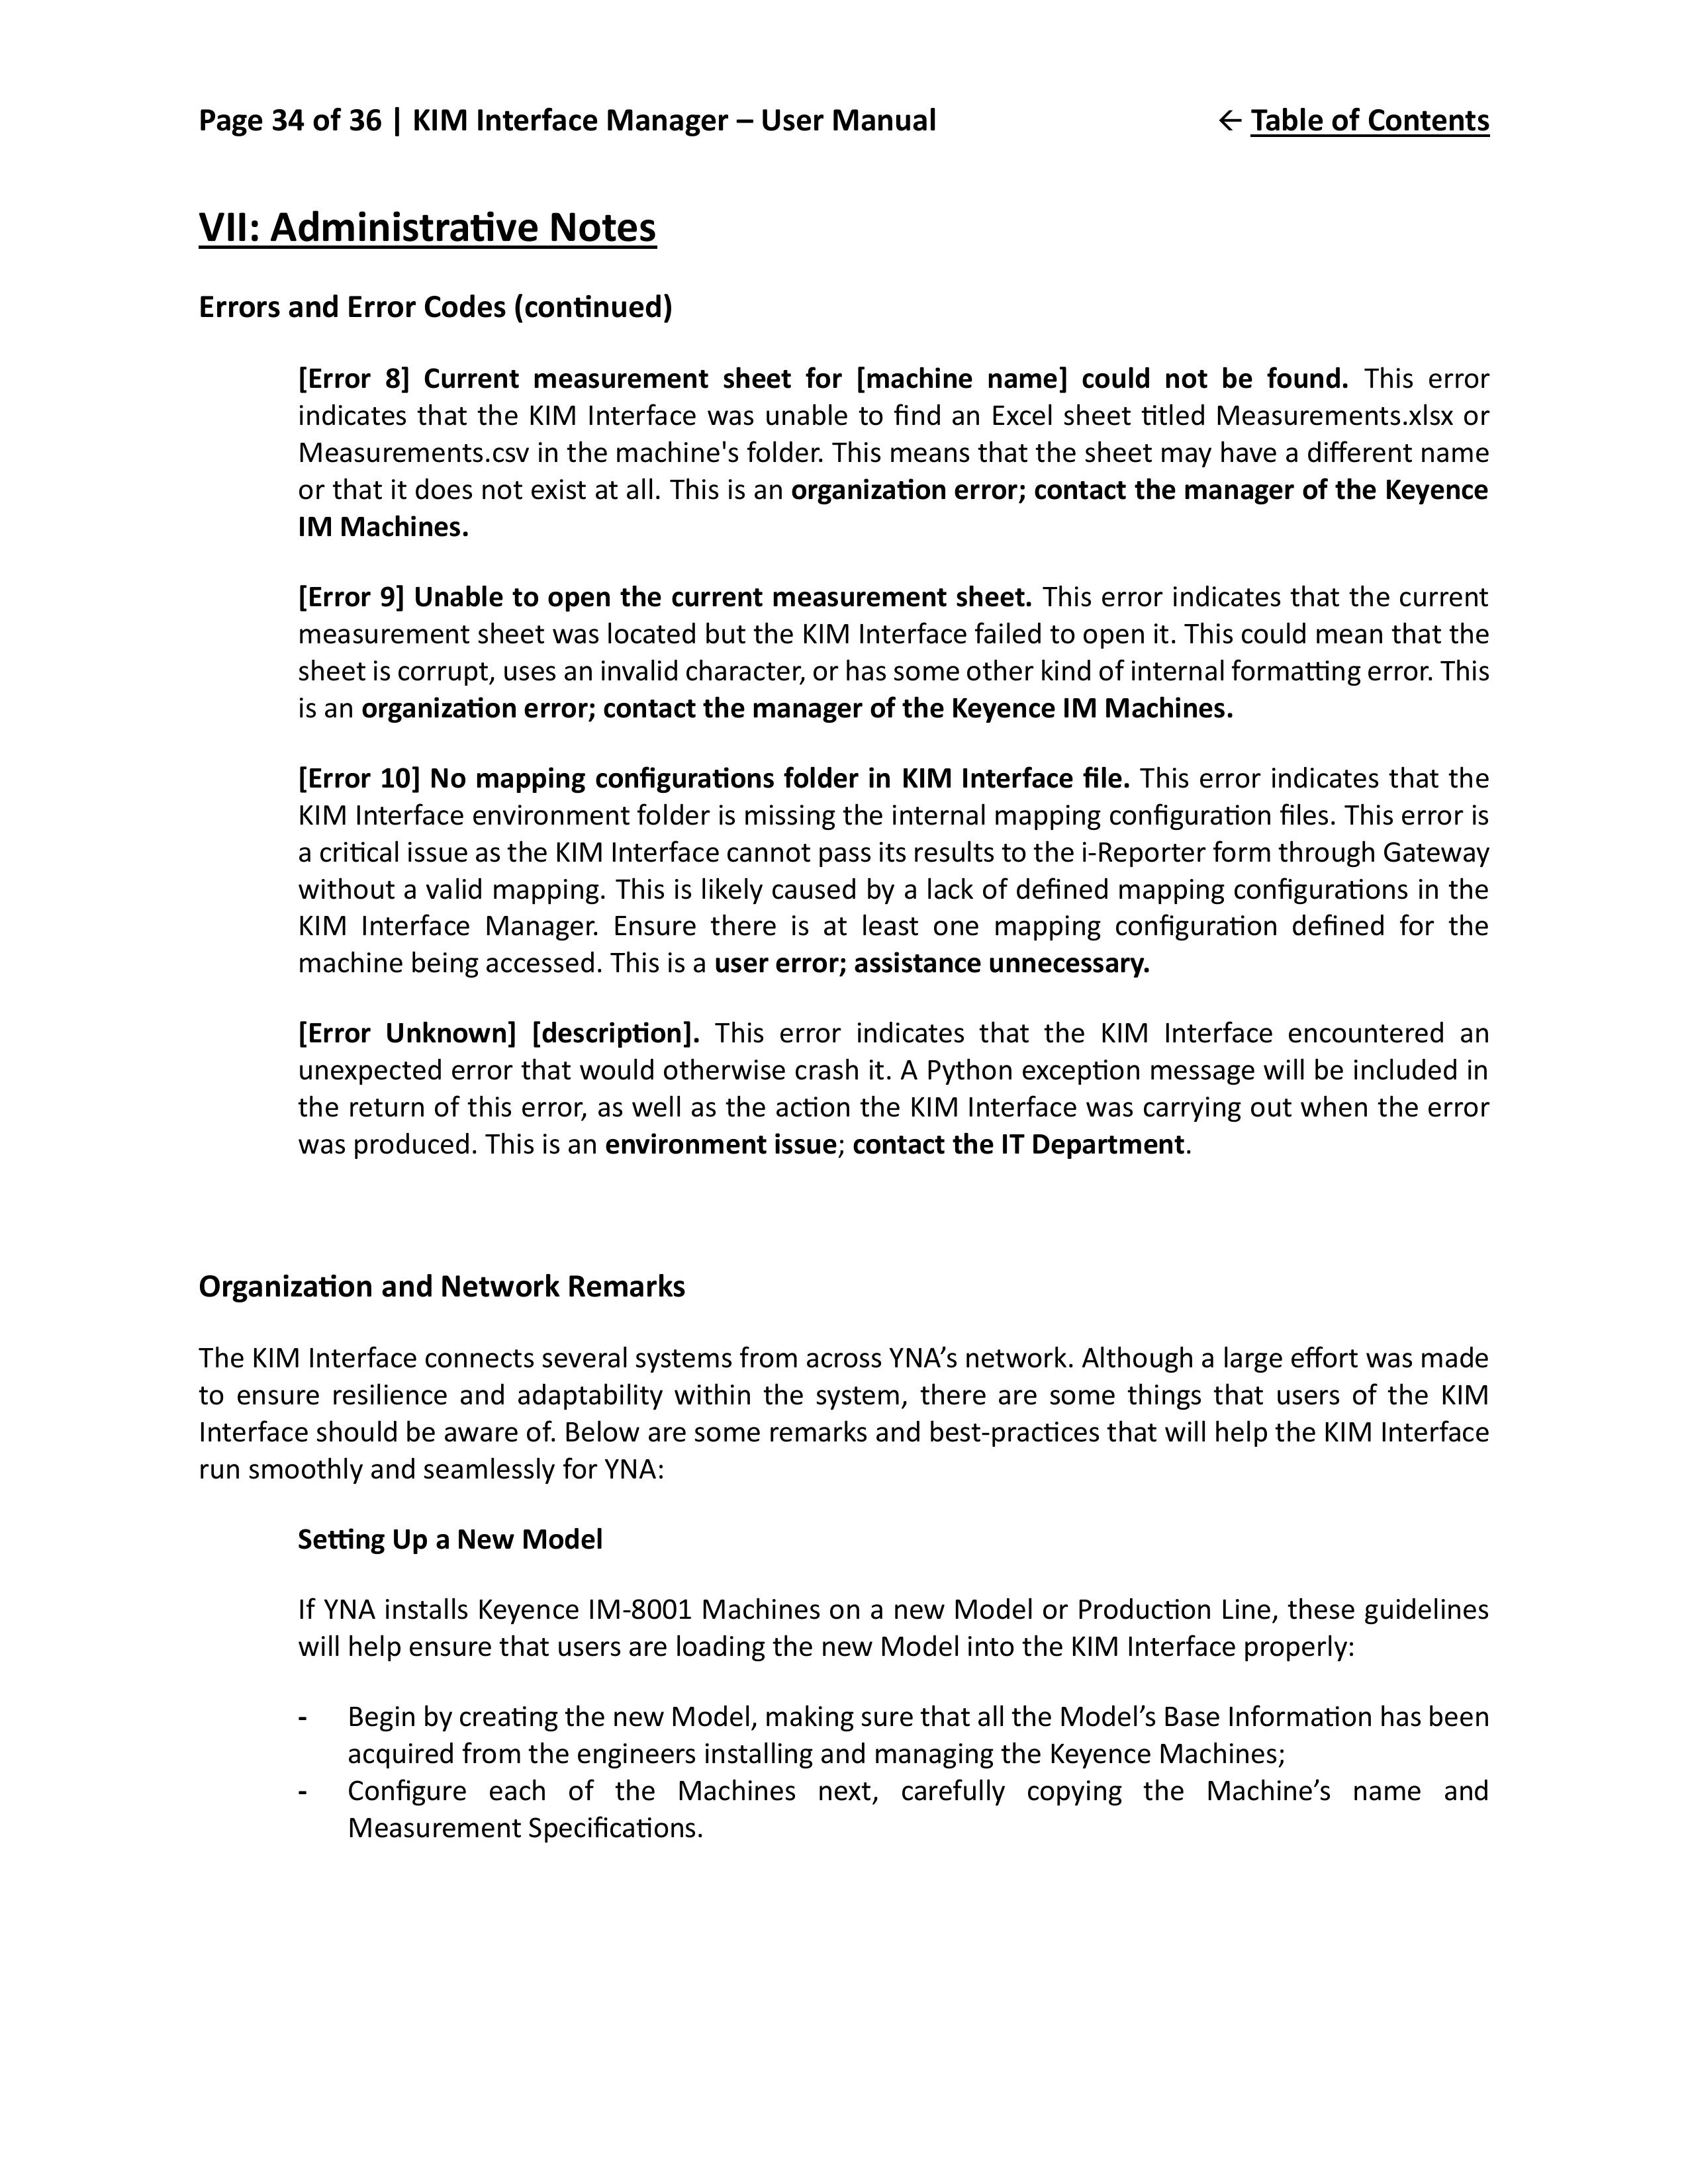 Page 34 of 36 | KIM Interface Manager – User Manual
← Table of Contents
VII: Administrative Notes
Errors and Error Codes (continued)
[Error 8] Current measurement sheet for [machine name] could not be found. This error
indicates that the KIM Interface was unable to find an Excel sheet titled Measurements.xlsx or
Measurements.csv in the machine's folder. This means that the sheet may have a different name
or that it does not exist at all. This is an organization error; contact the manager of the Keyence
IM Machines.
[Error 9] Unable to open the current measurement sheet. This error indicates that the current
measurement sheet was located but the KIM Interface failed to open it. This could mean that the
sheet is corrupt, uses an invalid character, or has some other kind of internal formatting error. This
is an organization error; contact the manager of the Keyence IM Machines.
[Error 10] No mapping configurations folder in KIM Interface file. This error indicates that the
KIM Interface environment folder is missing the internal mapping configuration files. This error is
a critical issue as the KIM Interface cannot pass its results to the i-Reporter form through Gateway
without a valid mapping. This is likely caused by a lack of defined mapping configurations in the
KIM Interface Manager. Ensure there is at least one mapping configuration defined for the
machine being accessed. This is a user error; assistance unnecessary.
[Error Unknown] [description]. This error indicates that the KIM Interface encountered an
unexpected error that would otherwise crash it. A Python exception message will be included in
the return of this error, as well as the action the KIM Interface was carrying out when the error
was produced. This is an environment issue; contact the IT Department.
Organization and Network Remarks
The KIM Interface connects several systems from across YNA’s network. Although a large effort was made
to ensure resilience and adaptability within the system, there are some things that users of the KIM
Interface should be aware of. Below are some remarks and best-practices that will help the KIM Interface
run smoothly and seamlessly for YNA:
Setting Up a New Model
If YNA installs Keyence IM-8001 Machines on a new Model or Production Line, these guidelines
will help ensure that users are loading the new Model into the KIM Interface properly:
- Begin by creating the new Model, making sure that all the Model’s Base Information has been
acquired from the engineers installing and managing the Keyence Machines;
- Configure each of the Machines next, carefully copying the Machine’s name and
Measurement Specifications.